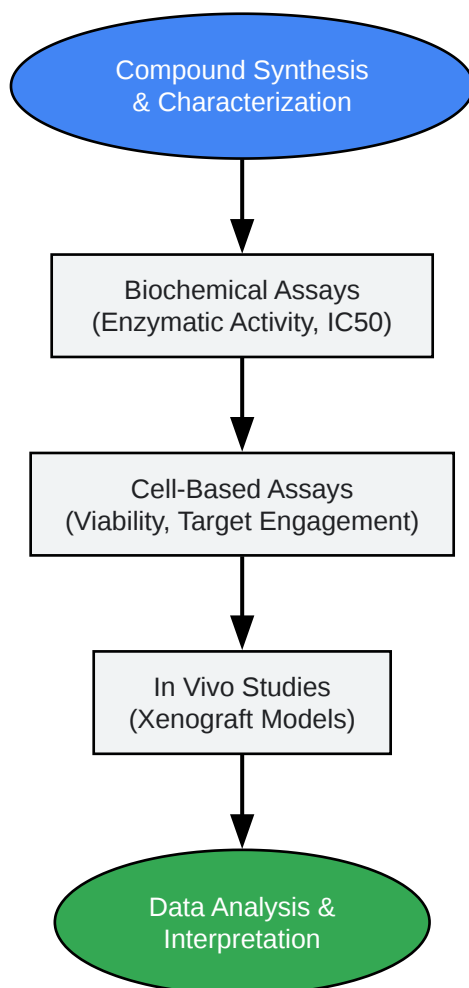 Compound Synthesis
& Characterization
Biochemical Assays
(Enzymatic Activity, IC50)
Cell-Based Assays
(Viability, Target Engagement)
In Vivo Studies
(Xenograft Models)
Data Analysis &
Interpretation